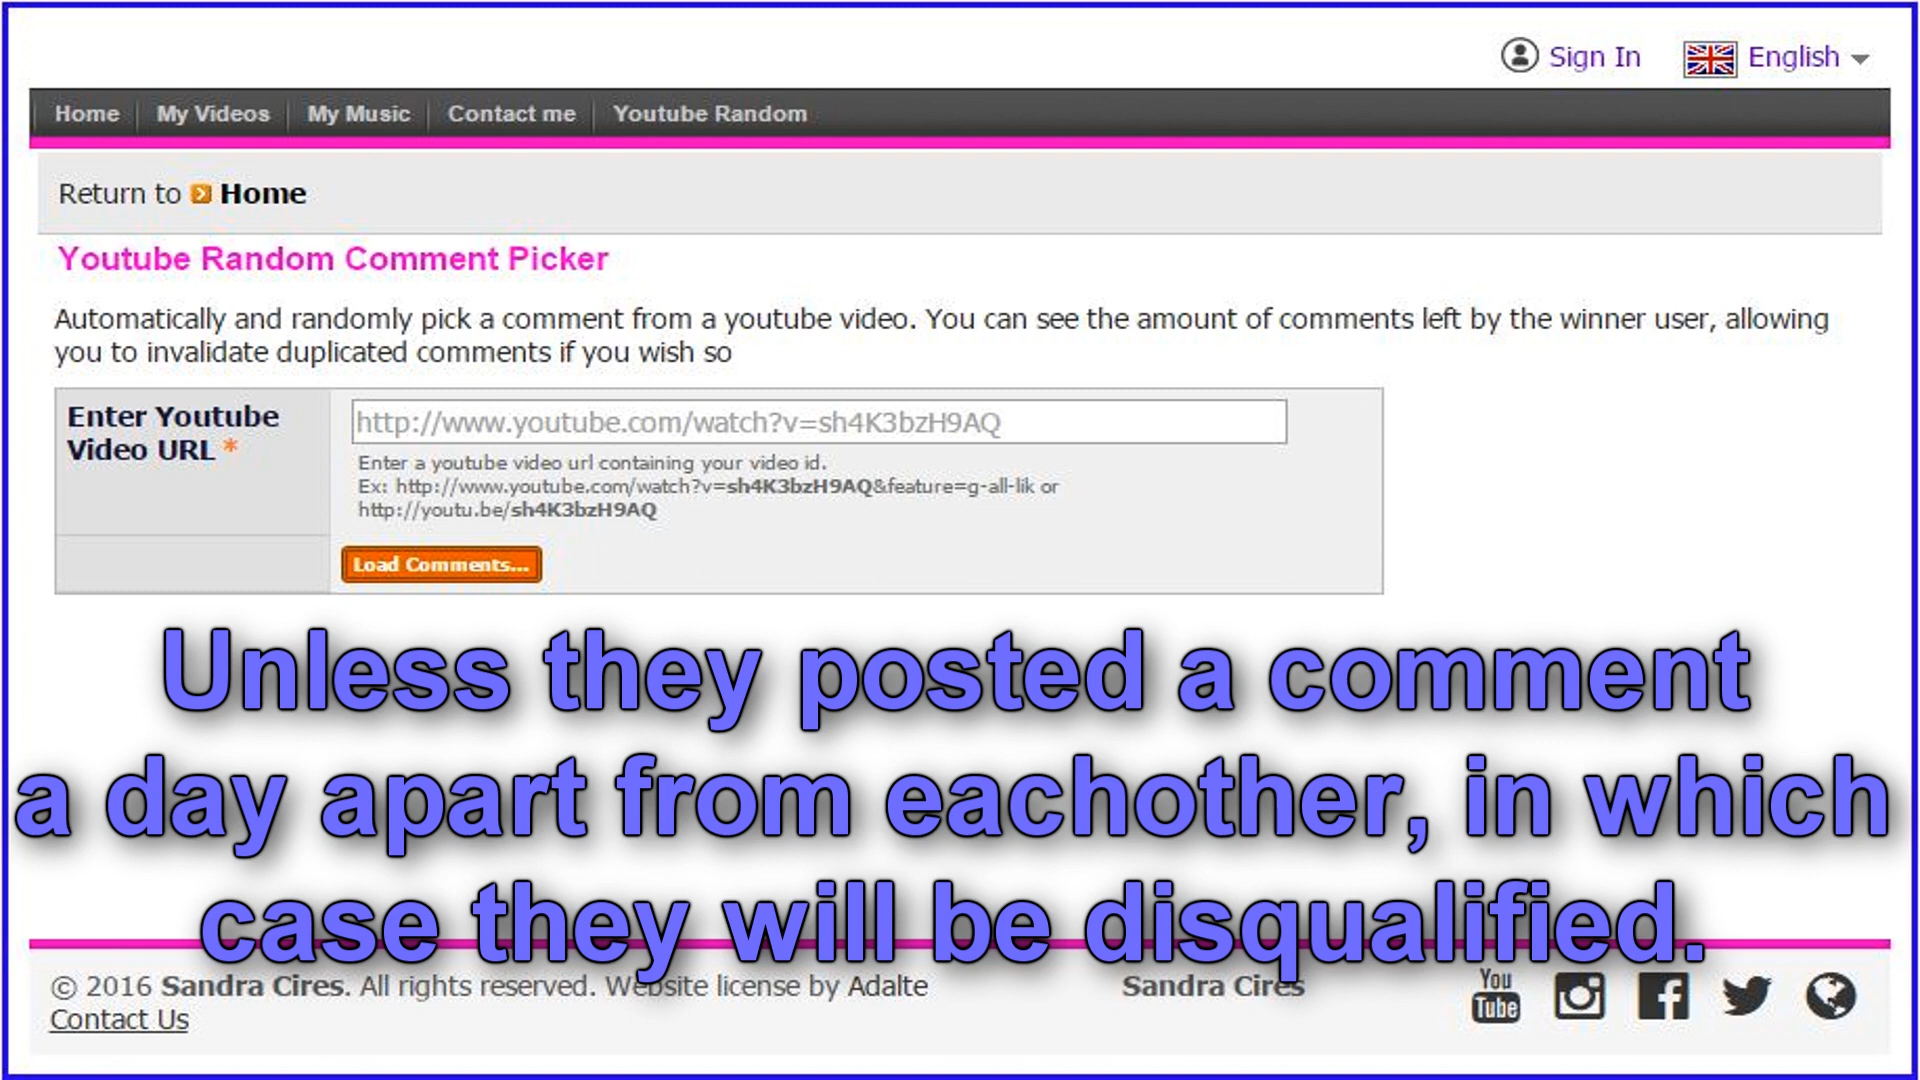 Sign In English
Home My Videos My Music Contact me Youtube Random
Return to Home
Youtube Random Comment Picker
Automatically and randomly pick a comment from a youtube video. You can see the amount of comments left by the winner user, allowing
you to invalidate duplicated comments if you wish so
Enter Youtube
Video URL *
http://www.youtube.com/watch?v=sh4K3bzH9AQ
Enter a youtube video url containing your video id.
Ex: http://www.youtube.com/watch?v=sh4K3bzH9AQ&feature=g-all-lik or
http://youtu.be/sh4K3bzH9AQ
Load Comments...
Unless they posted a comment
a day apart from eachother, in which
case they will be disqualified.
© 2016 Sandra Cires. All rights reserved. Website license by Adalte
Contact Us
Sandra Cires
You
Tube